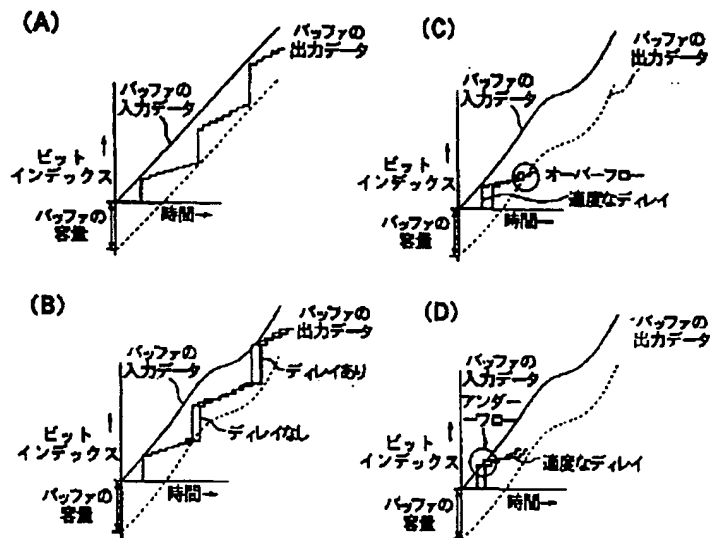 (A)
バッファの
出力データ
バッファの
入力データ
ビット
インデックス
バッファの
容量
時間→
(C)
バッファの
出力データ
バッファの
入力データ
ビット
インデックス
オーバーフロー
適度なディレイ
バッファの
容量
時間→
(B)
バッファの
出力データ
バッファの
入力データ
ディレイあり
ビット
インデックス
ディレイなし
バッファの
容量
時間→
(D)
バッファの
出力データ
バッファの
入力データ
アンダー
ーフロー
ビット
インデックス
適度なディレイ
バッファの
容量
時間→